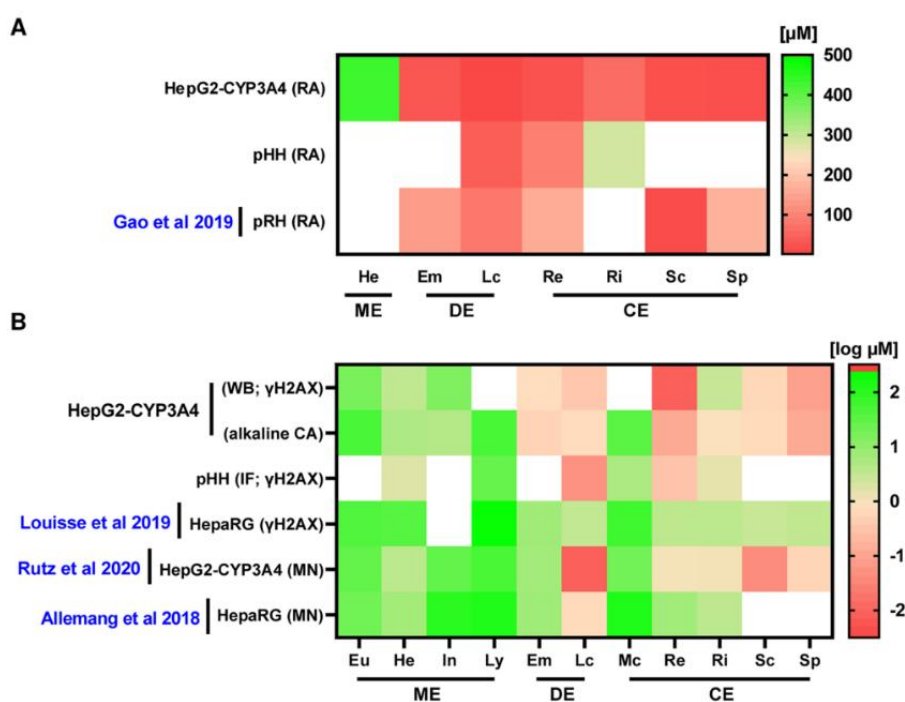 A
[µM]
HepG2-CYP3A4 (RA)
pHH (RA)
Gao et al 2019 pRH (RA)
500
400
300
200
100
He Em Lc Re Ri Sc Sp
ME DE CE
B
[log µM]
HepG2-CYP3A4
(WB; γH2AX)
(alkaline CA)
pHH (IF; γH2AX)
Louisse et al 2019 HepaRG (γH2AX)
Rutz et al 2020 HepG2-CYP3A4 (MN)
Allemang et al 2018 HepaRG (MN)
2
1
0
-1
-2
Eu He In Ly Em Lc Mc Re Ri Sc Sp
ME DE CE